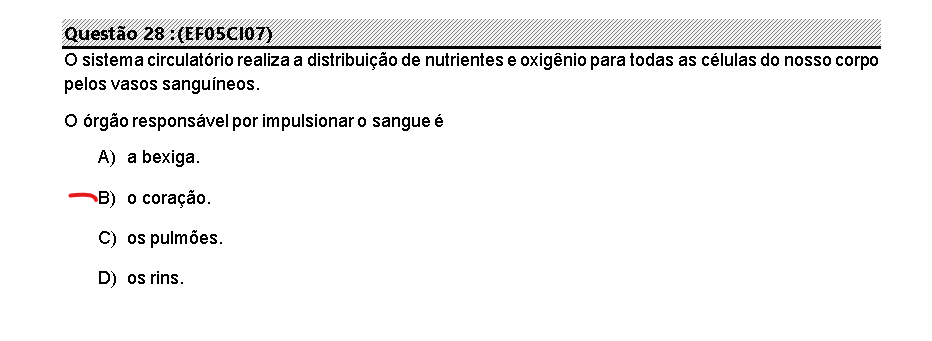 Questão 28 :(EF05CI07)
O sistema circulatório realiza a distribuição de nutrientes e oxigênio para todas as células do nosso corpo
pelos vasos sanguíneos.
O órgão responsável por impulsionar o sangue é
A) a bexiga.
B) o coração.
C) os pulmões.
D) os rins.